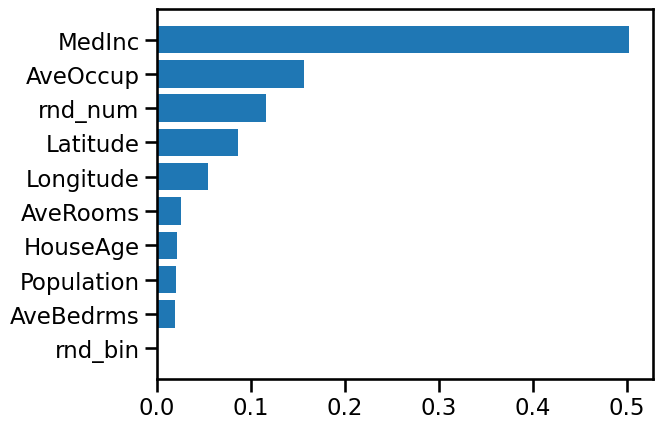 MedInc
AveOccup
rnd_num
Latitude
Longitude
AveRooms
HouseAge
Population
AveBedrms
rnd_bin
0.0 0.1 0.2 0.3 0.4 0.5